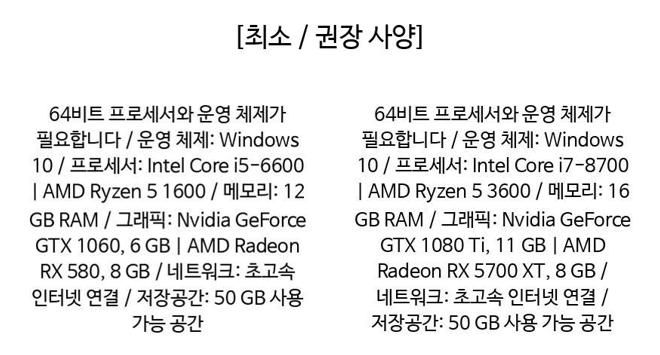 [최소 / 권장 사양]
64비트 프로세서와 운영 체제가
필요합니다 / 운영 체제: Windows
10 / 프로세서: Intel Core i5-6600
| AMD Ryzen 5 1600 / 메모리: 12
GB RAM / 그래픽: Nvidia GeForce
GTX 1060, 6 GB | AMD Radeon
RX 580, 8 GB / 네트워크: 초고속
인터넷 연결 / 저장공간: 50 GB 사용
가능 공간
64비트 프로세서와 운영 체제가
필요합니다 / 운영 체제: Windows
10 / 프로세서: Intel Core i7-8700
| AMD Ryzen 5 3600 / 메모리: 16
GB RAM / 그래픽: Nvidia GeForce
GTX 1080 Ti, 11 GB | AMD
Radeon RX 5700 XT, 8 GB /
네트워크: 초고속 인터넷 연결 /
저장공간: 50 GB 사용 가능 공간